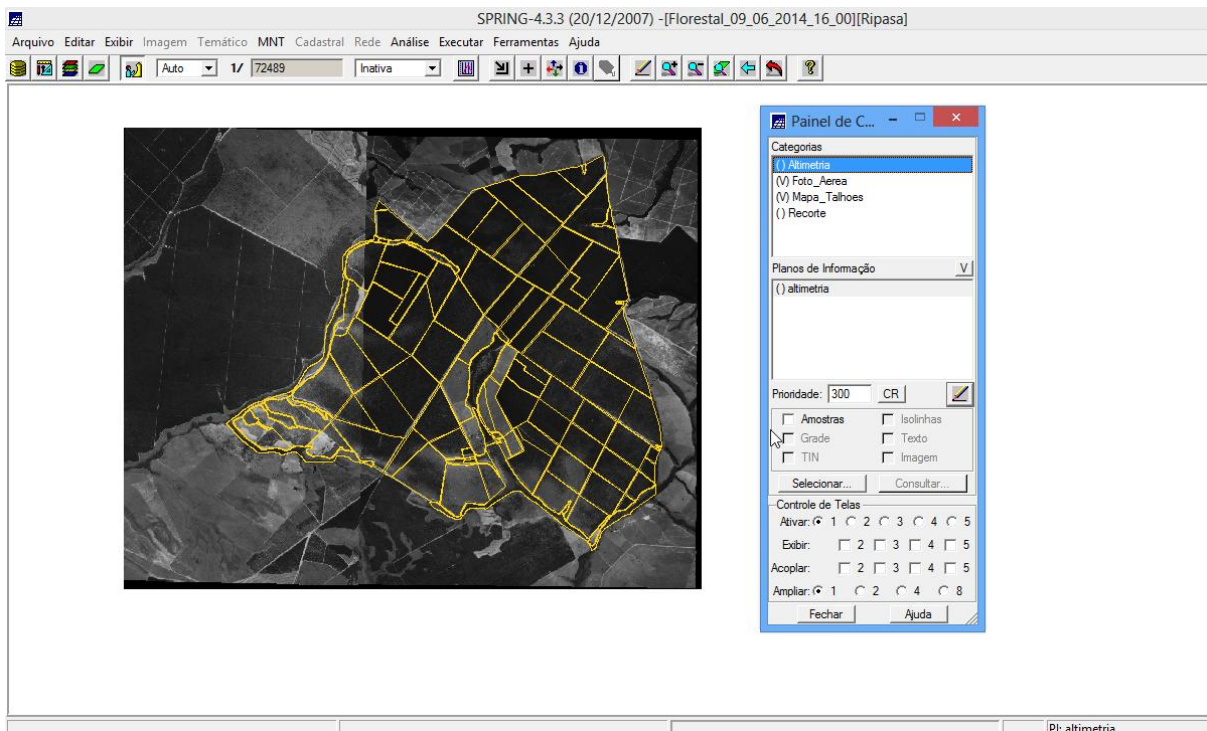 SPRING-4.3.3 (20/12/2007) -[Florestal_09_06_2014_16_00][Ripasa]
Arquivo Editar Exibir Imagem Temático MNT Cadastral Rede Análise Executar Ferramentas Ajuda
Auto 1/ 72489 Inativa
Painel de C...
Categorias
( ) Altimetria
(V) Foto_Aerea
(V) Mapa_Talhoes
( ) Recorte
Planos de Informação V
( ) altimetria
Prioridade: 300 CR
Amostras Isolinhas
Grade Texto
TIN Imagem
Selecionar... Consultar...
Controle de Telas
Ativar: 1 2 3 4 5
Exibir: 2 3 4 5
Acoplar: 2 3 4 5
Ampliar: 1 2 4 8
Fechar Ajuda
PI: altimetria